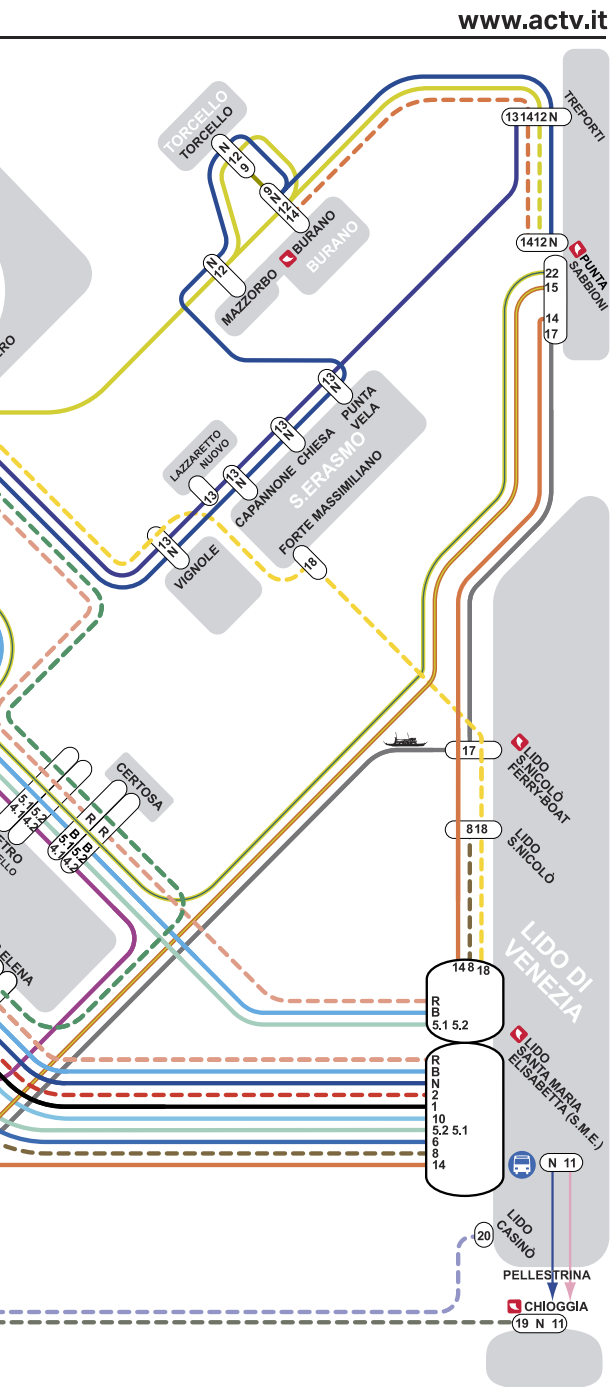 www.actv.it
TREPORTI
13 14 12 N
TORCELLO
TORCELLO
N 12 9
9 N 12 14
BURANO
BURANO
N 12
MAZZORBO
14 12 N
PUNTA
SABBIONI
22
15
14
17
ERO
13 N
PUNTA
VELA
13 N
CHIESA
S.ERASMO
LAZZARETTO
NUOVO
13
13 N
CAPANNONE
FORTE MASSIMILIANO
18
13 N
VIGNOLE
17
LIDO
S.NICOLÒ
FERRY-BOAT
8 18
LIDO
S.NICOLÒ
CERTOSA
5.1 5.2
4.1 4.2
R R
B B
5.1 5.2
4.1 4.2
ETRO
ELLO
ELENA
LIDO DI
VENEZIA
14 8 18
R
B
5.1 5.2
LIDO
SANTA MARIA
ELISABETTA (S.M.E.)
R
B
N
2
1
10
5.2 5.1
6
8
14
N 11
20
LIDO
CASINÒ
PELLESTRINA
CHIOGGIA
19 N 11